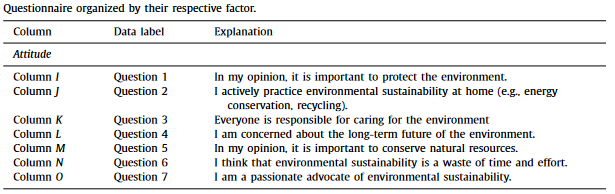 Questionnaire organized by their respective factor.
Column Data label Explanation
Attitude
Column I Question 1 In my opinion, it is important to protect the environment.
Column J Question 2 I actively practice environmental sustainability at home (e.g., energy
conservation, recycling).
Column K Question 3 Everyone is responsible for caring for the environment
Column L Question 4 I am concerned about the long-term future of the environment.
Column M Question 5 In my opinion, it is important to conserve natural resources.
Column N Question 6 I think that environmental sustainability is a waste of time and effort.
Column O Question 7 I am a passionate advocate of environmental sustainability.